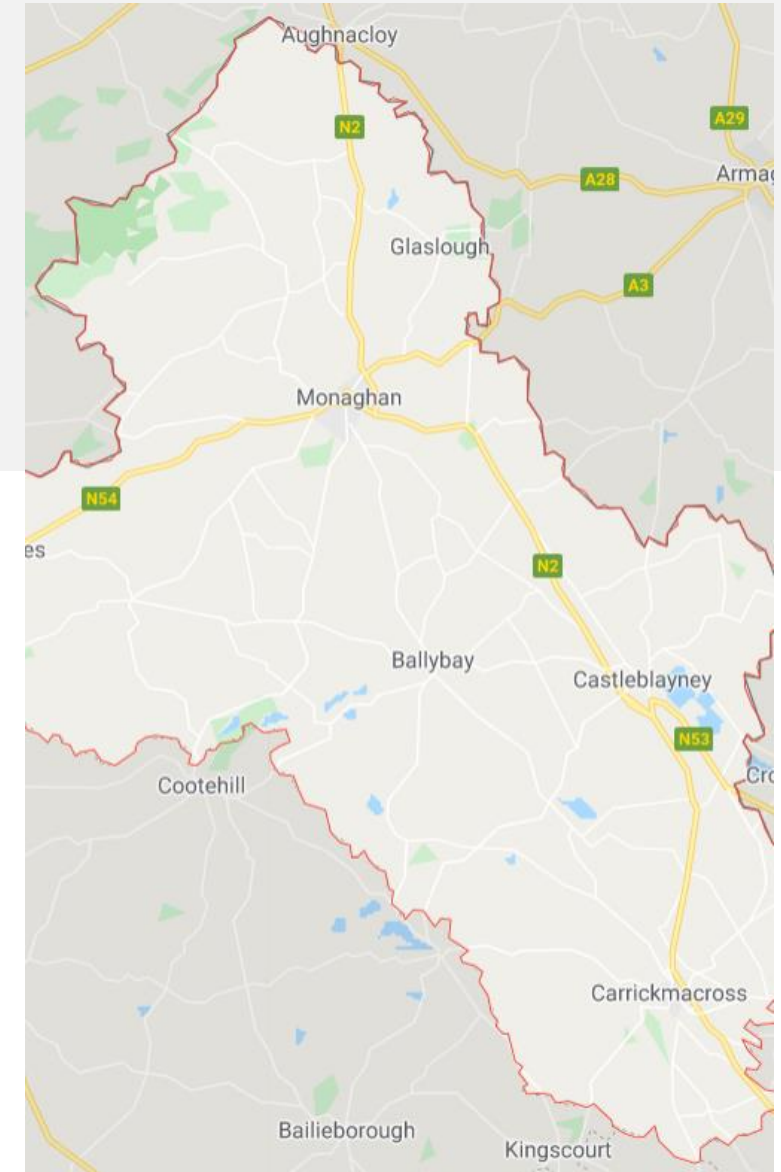 Aughnacloy
N2
A29
Armag
A28
Glaslough
A3
Monaghan
N54
es
N2
Ballybay
Castleblayney
N53
Cro
Cootehill
Carrickmacross
Bailieborough
Kingscourt